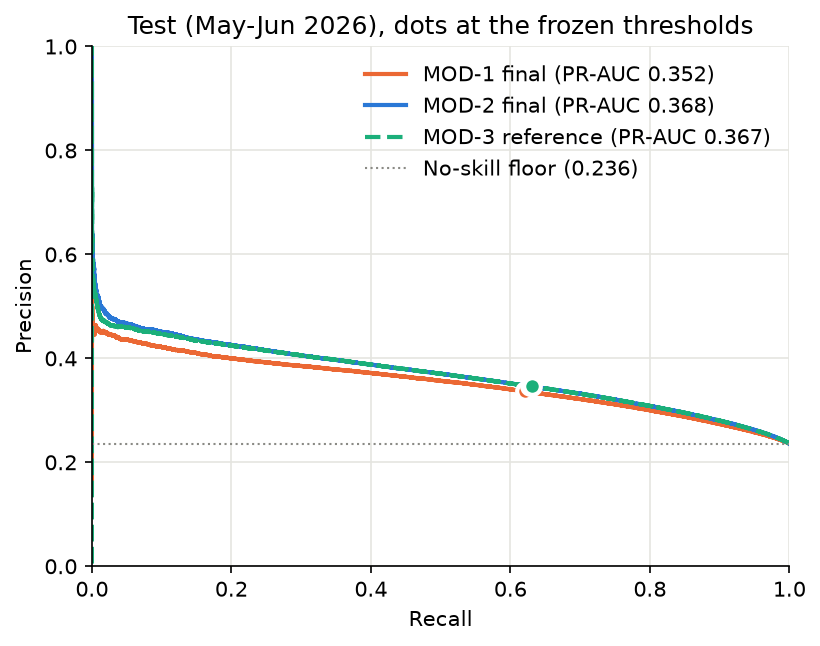 Test (May-Jun 2026), dots at the frozen thresholds
MOD-1 final (PR-AUC 0.352)
MOD-2 final (PR-AUC 0.368)
MOD-3 reference (PR-AUC 0.367)
No-skill floor (0.236)
Precision
1.0
0.8
0.6
0.4
0.2
0.0
0.0 0.2 0.4 0.6 0.8 1.0
Recall